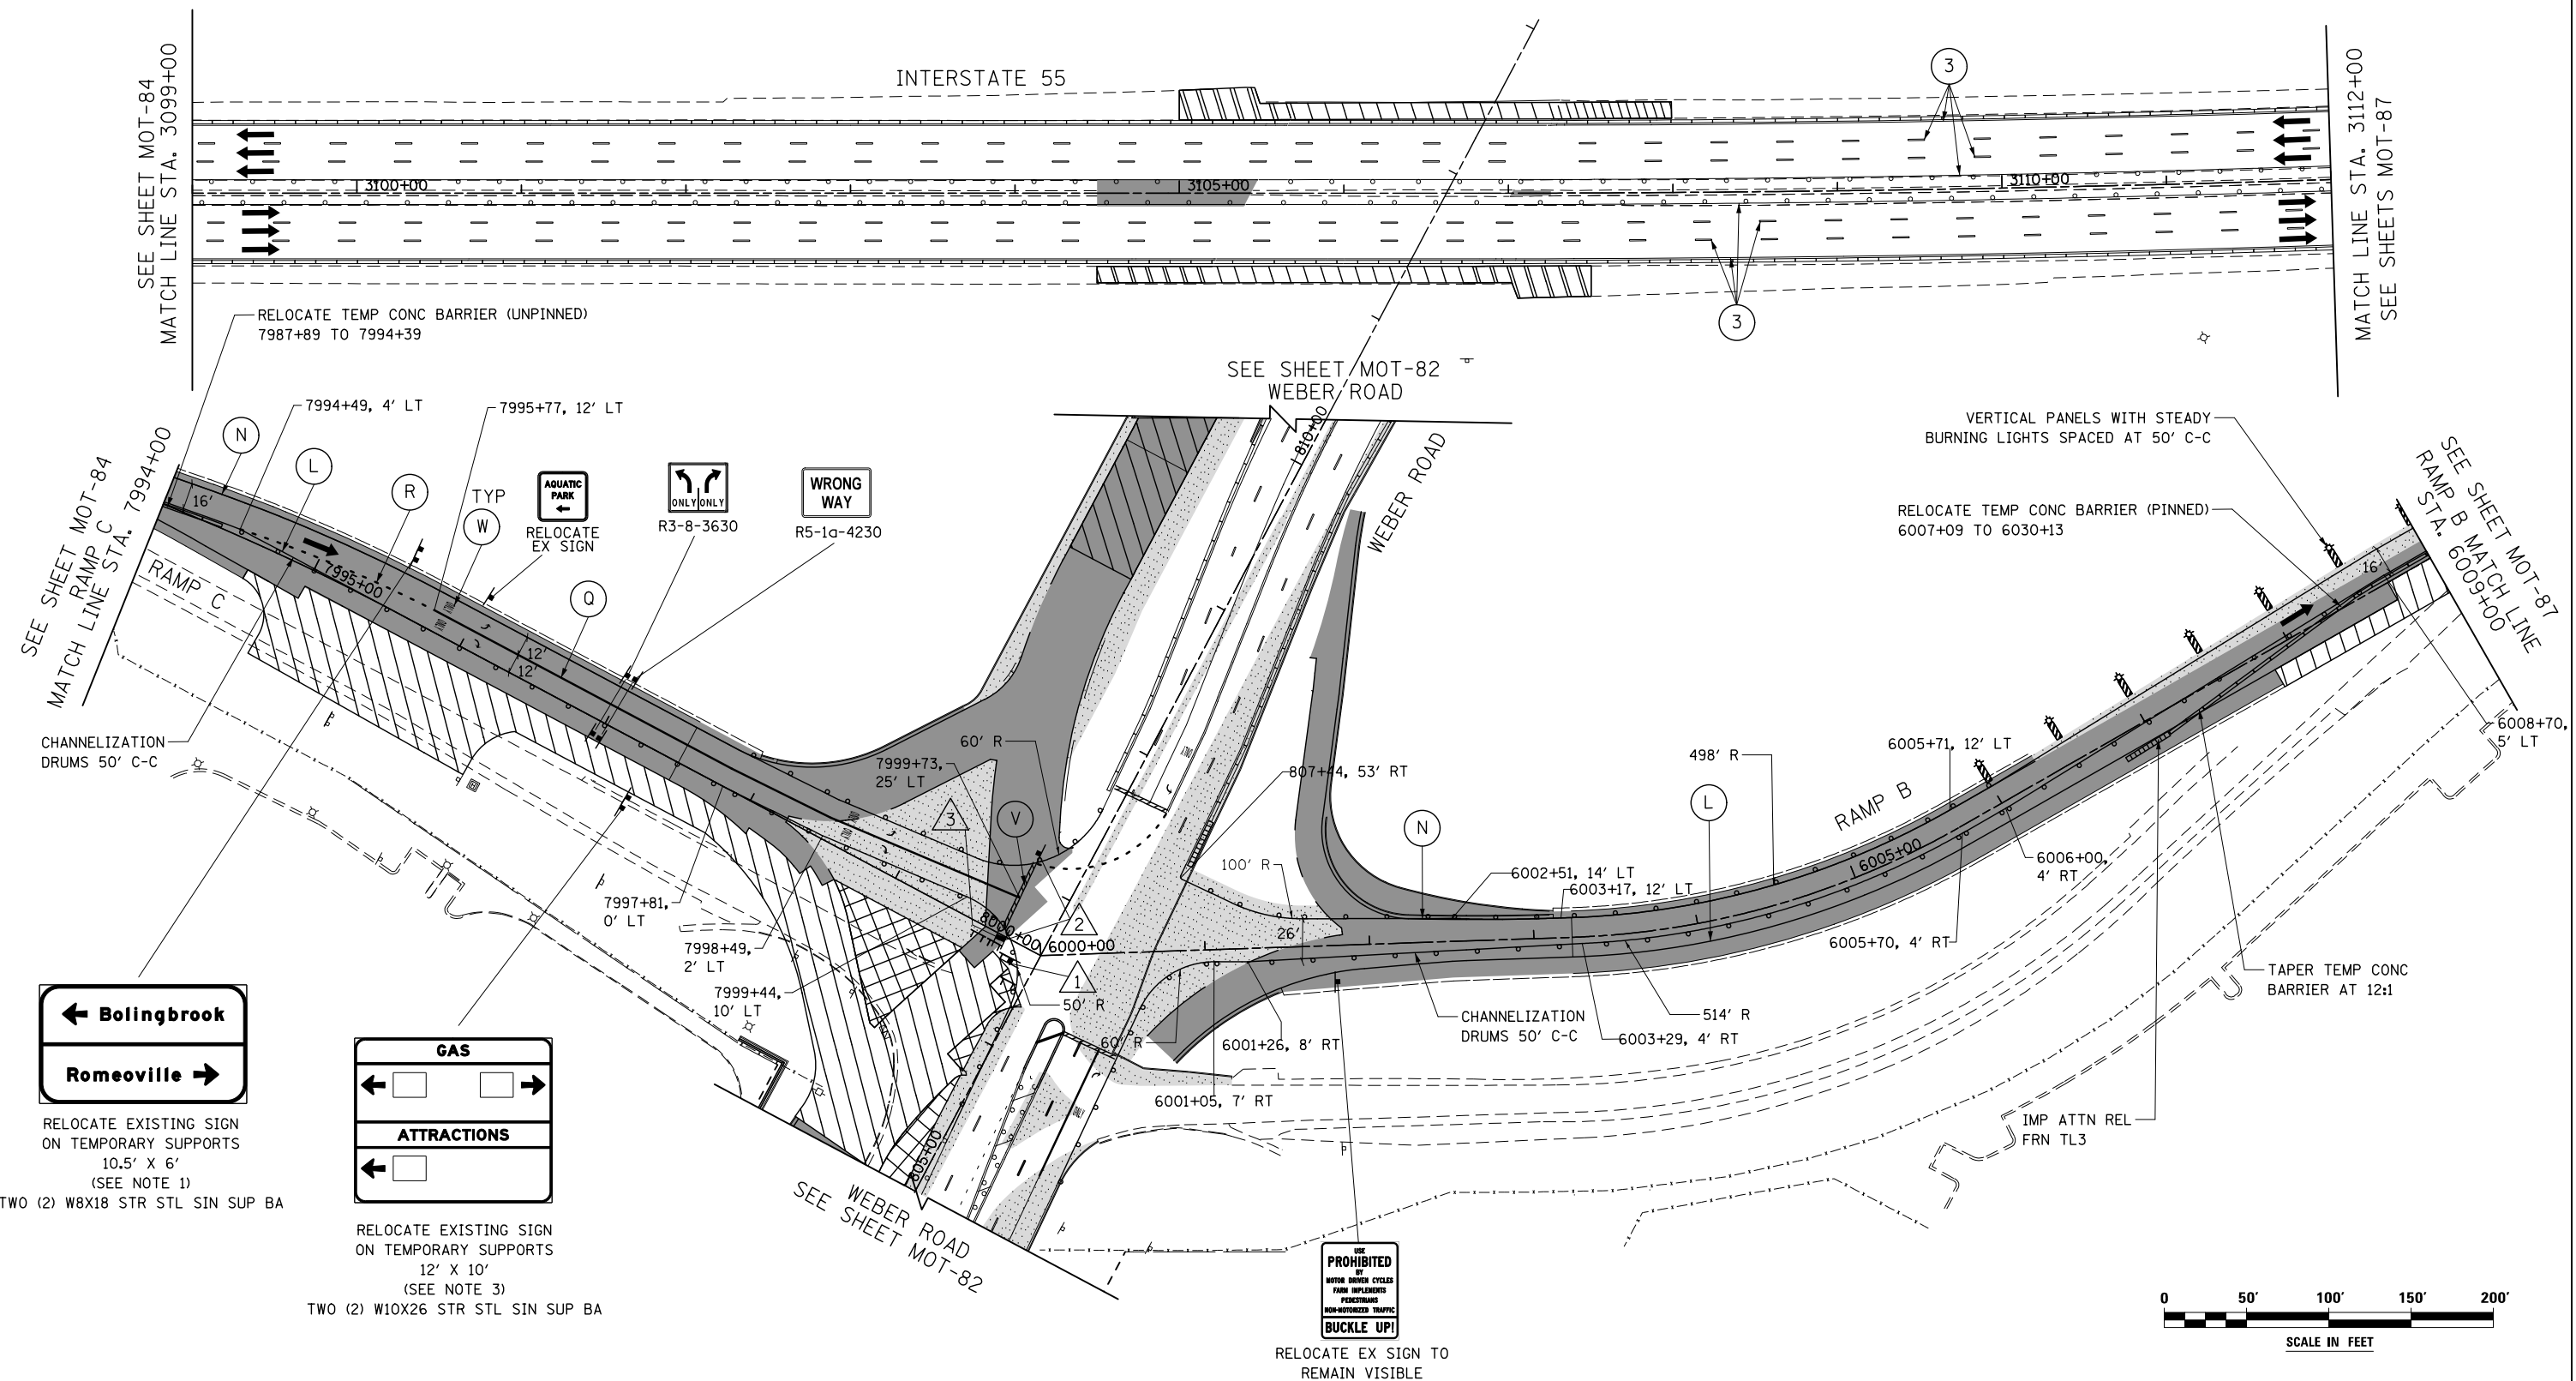 INTERSTATE 55
SEE SHEET MOT-84
MATCH LINE STA. 3099+00
3100+00
3105+00
3110+00
3
3
MATCH LINE STA. 3112+00
SEE SHEETS MOT-87
RELOCATE TEMP CONC BARRIER (UNPINNED)
7987+89 TO 7994+39
SEE SHEET MOT-82
WEBER ROAD
810+00
WEBER ROAD
SEE SHEET MOT-84
RAMP C
MATCH LINE STA. 7994+00
N
7994+49, 4' LT
L
R
7995+77, 12' LT
TYP
W
AQUATIC
PARK
RELOCATE
EX SIGN
ONLY ONLY
R3-8-3630
WRONG
WAY
R5-1a-4230
16'
RAMP C
7995+00
Q
12'
12'
CHANNELIZATION
DRUMS 50' C-C
VERTICAL PANELS WITH STEADY
BURNING LIGHTS SPACED AT 50' C-C
RELOCATE TEMP CONC BARRIER (PINNED)
6007+09 TO 6030+13
SEE SHEET MOT-87
RAMP B MATCH LINE
STA. 6009+00
16'
6008+70,
5' LT
60' R
7999+73,
25' LT
3
V
807+44, 53' RT
498' R
6005+71, 12' LT
RAMP B
L
N
100' R
6002+51, 14' LT
6003+17, 12' LT
6005+00
6006+00,
4' RT
7997+81,
0' LT
7998+49,
2' LT
7999+44,
10' LT
8000+00
2
6000+00
26'
6005+70, 4' RT
1
50' R
60' R
6001+26, 8' RT
CHANNELIZATION
DRUMS 50' C-C
514' R
6003+29, 4' RT
TAPER TEMP CONC
BARRIER AT 12:1
6001+05, 7' RT
IMP ATTN REL
FRN TL3
Bolingbrook
Romeoville
RELOCATE EXISTING SIGN
ON TEMPORARY SUPPORTS
10.5' X 6'
(SEE NOTE 1)
TWO (2) W8X18 STR STL SIN SUP BA
GAS
ATTRACTIONS
RELOCATE EXISTING SIGN
ON TEMPORARY SUPPORTS
12' X 10'
(SEE NOTE 3)
TWO (2) W10X26 STR STL SIN SUP BA
805+00
WEBER ROAD
SEE SHEET MOT-82
USE
PROHIBITED
BY
MOTOR DRIVEN CYCLES
FARM IMPLEMENTS
PEDESTRIANS
NON-MOTORIZED TRAFFIC
BUCKLE UP!
RELOCATE EX SIGN TO
REMAIN VISIBLE
0 50' 100' 150' 200'
SCALE IN FEET